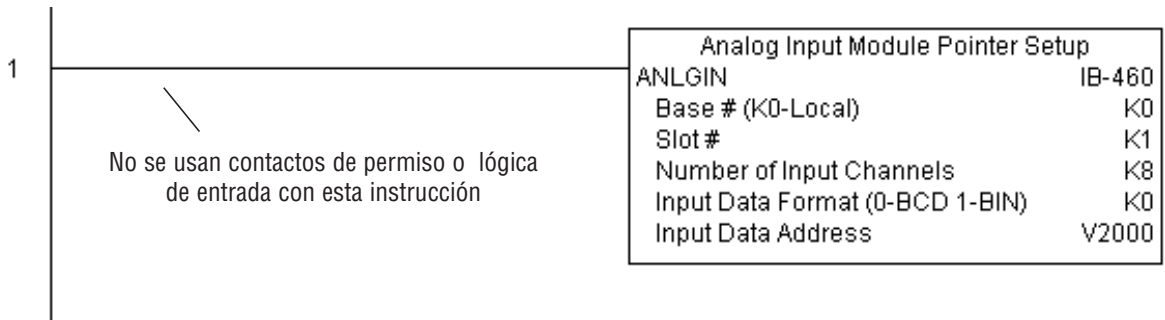 1
Analog Input Module Pointer Setup
ANLGIN IB-460
Base # (K0-Local) K0
Slot # K1
Number of Input Channels K8
Input Data Format (0-BCD 1-BIN) K0
Input Data Address V2000
No se usan contactos de permiso o lógica
de entrada con esta instrucción